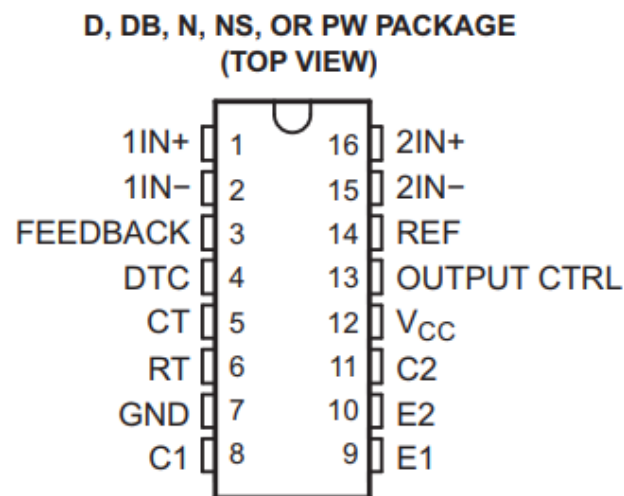 D, DB, N, NS, OR PW PACKAGE
(TOP VIEW)
1IN+ 1 16 2IN+
1IN− 2 15 2IN−
FEEDBACK 3 14 REF
DTC 4 13 OUTPUT CTRL
CT 5 12 VCC
RT 6 11 C2
GND 7 10 E2
C1 8 9 E1